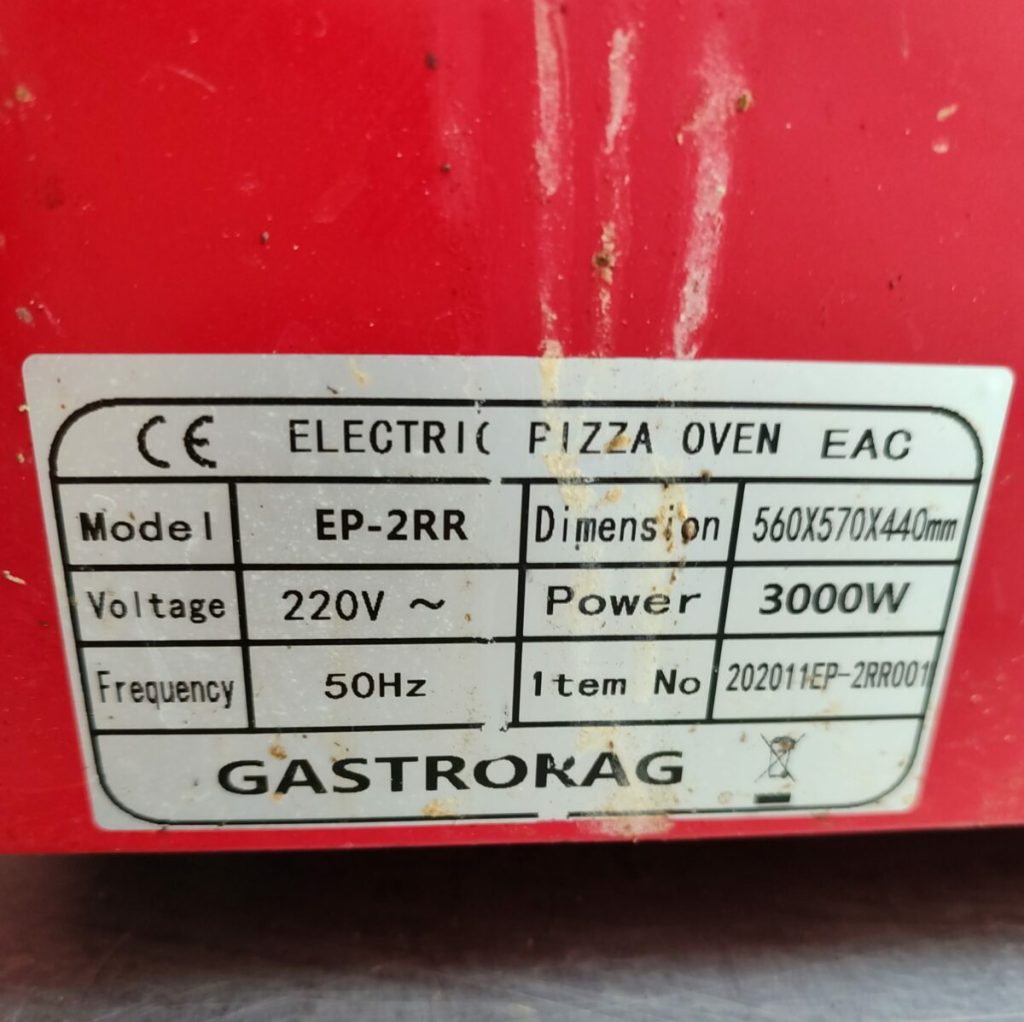 CE ELECTRIC PIZZA OVEN EAC
Model EP-2RR Dimension 560X570X440mm
Voltage 220V ~ Power 3000W
Frequency 50Hz Item No 202011EP-2RR001
GASTRORAG